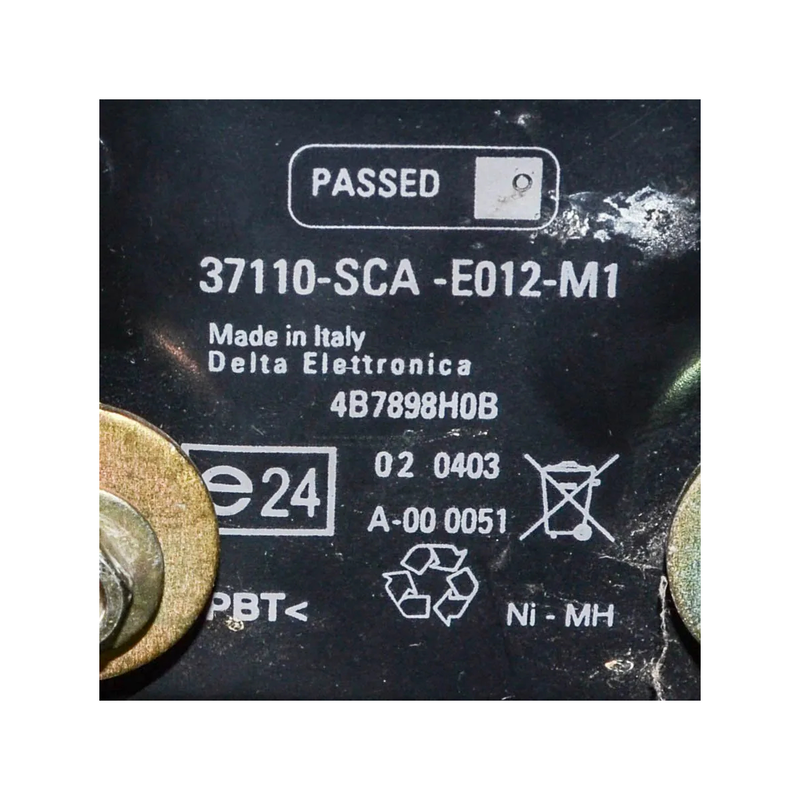 PASSED
37110-SCA -E012-M1
Made in Italy
Delta Elettronica
4B7898H0B
e24
02 0403
A-00 0051
PBT<
Ni - MH